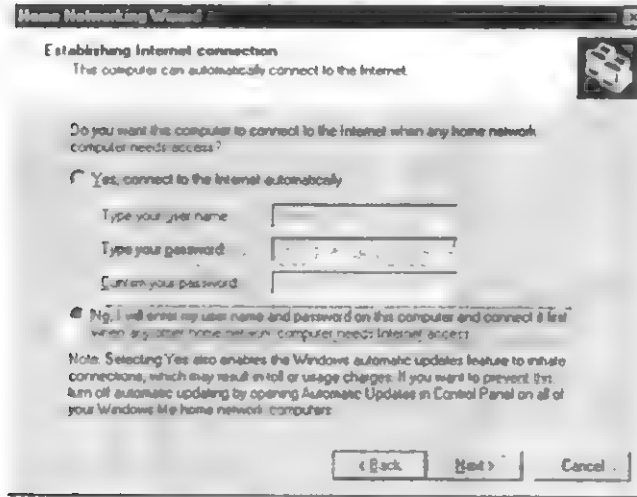 Home Networking Wizard
Establishing Internet connection
This computer can automatically connect to the Internet.
Do you want this computer to connect to the Internet when any home network
computer needs access?
Yes, connect to the Internet automatically
Type your user name
Type your password:
Confirm your password:
No, I will enter my user name and password on this computer and connect it first
when any other home network computer needs Internet access.
Note: Selecting Yes also enables the Windows automatic updates feature to initiate
connections, which may result in toll or usage charges. If you want to prevent this,
turn off automatic updating by opening Automatic Updates in Control Panel on all of
your Windows Me home network computers.
< Back
Next >
Cancel